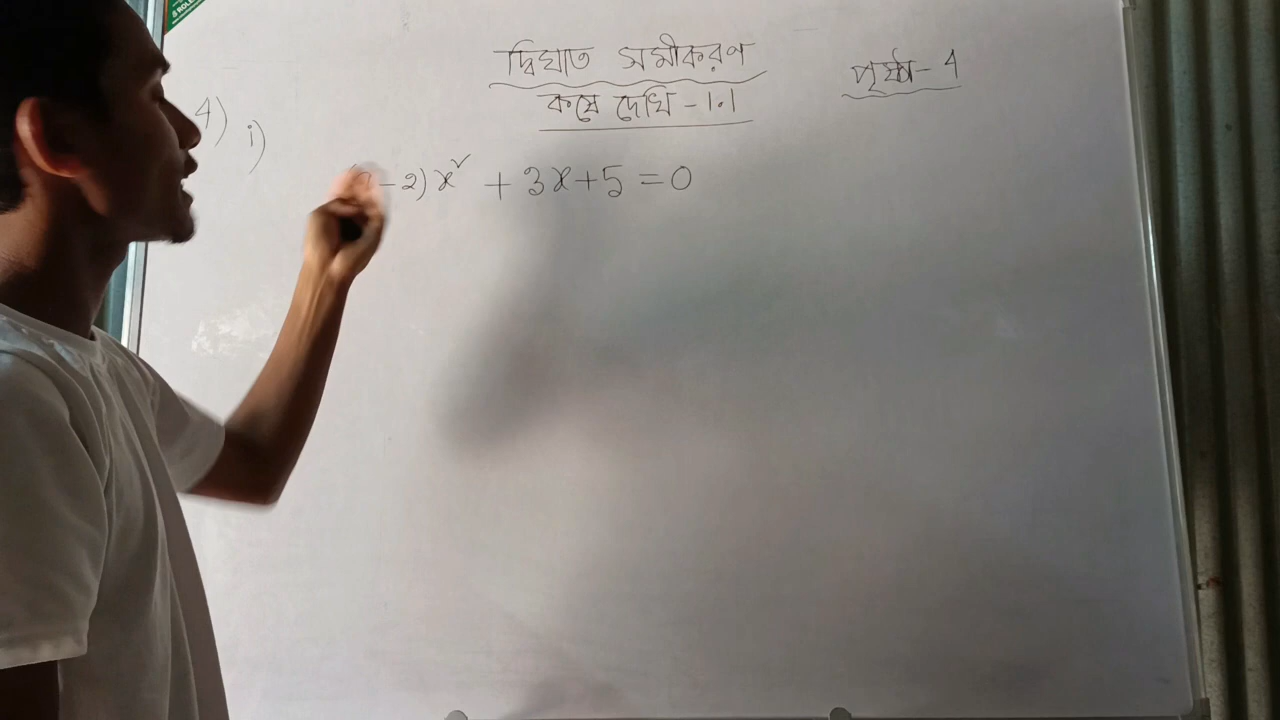 দ্বিঘাত সমীকরণ
পৃষ্ঠা - 4
কষে দেখি - 1.1
4) i)
-2)x² + 3x+5 =0